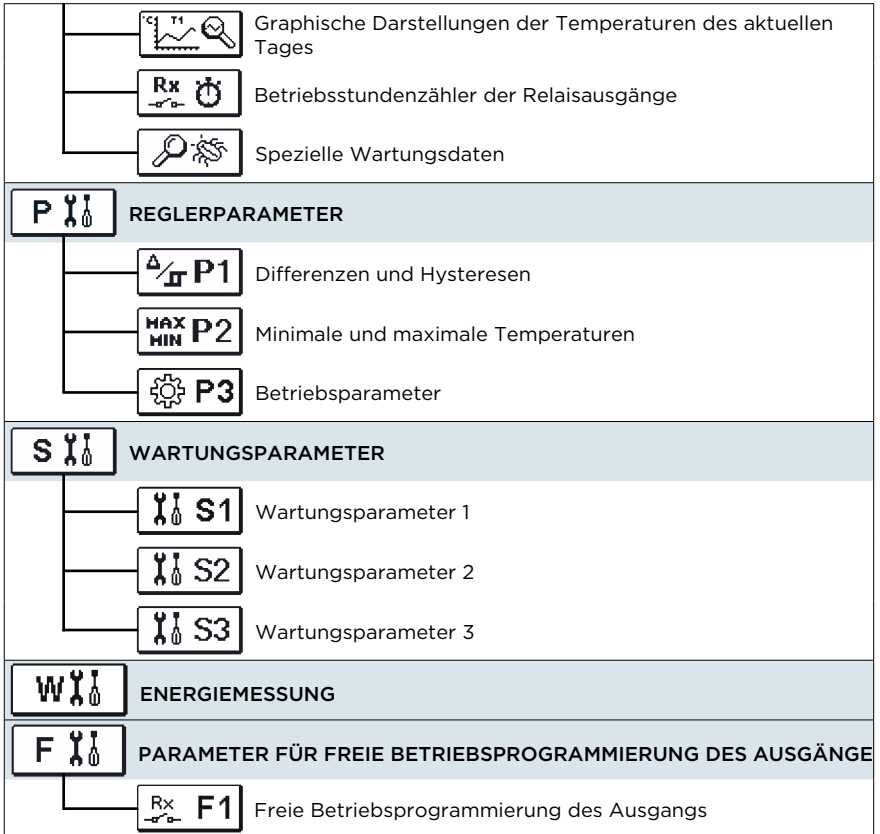 °C T1
Graphische Darstellungen der Temperaturen des aktuellen
Tages
Rx
Betriebsstundenzähler der Relaisausgänge
Spezielle Wartungsdaten
P
REGLERPARAMETER
Δ/ P1
Differenzen und Hysteresen
MAX
MIN P2
Minimale und maximale Temperaturen
P3
Betriebsparameter
S
WARTUNGSPARAMETER
S1
Wartungsparameter 1
S2
Wartungsparameter 2
S3
Wartungsparameter 3
W
ENERGIEMESSUNG
F
PARAMETER FÜR FREIE BETRIEBSPROGRAMMIERUNG DES AUSGÄNGE
Rx F1
Freie Betriebsprogrammierung des Ausgangs